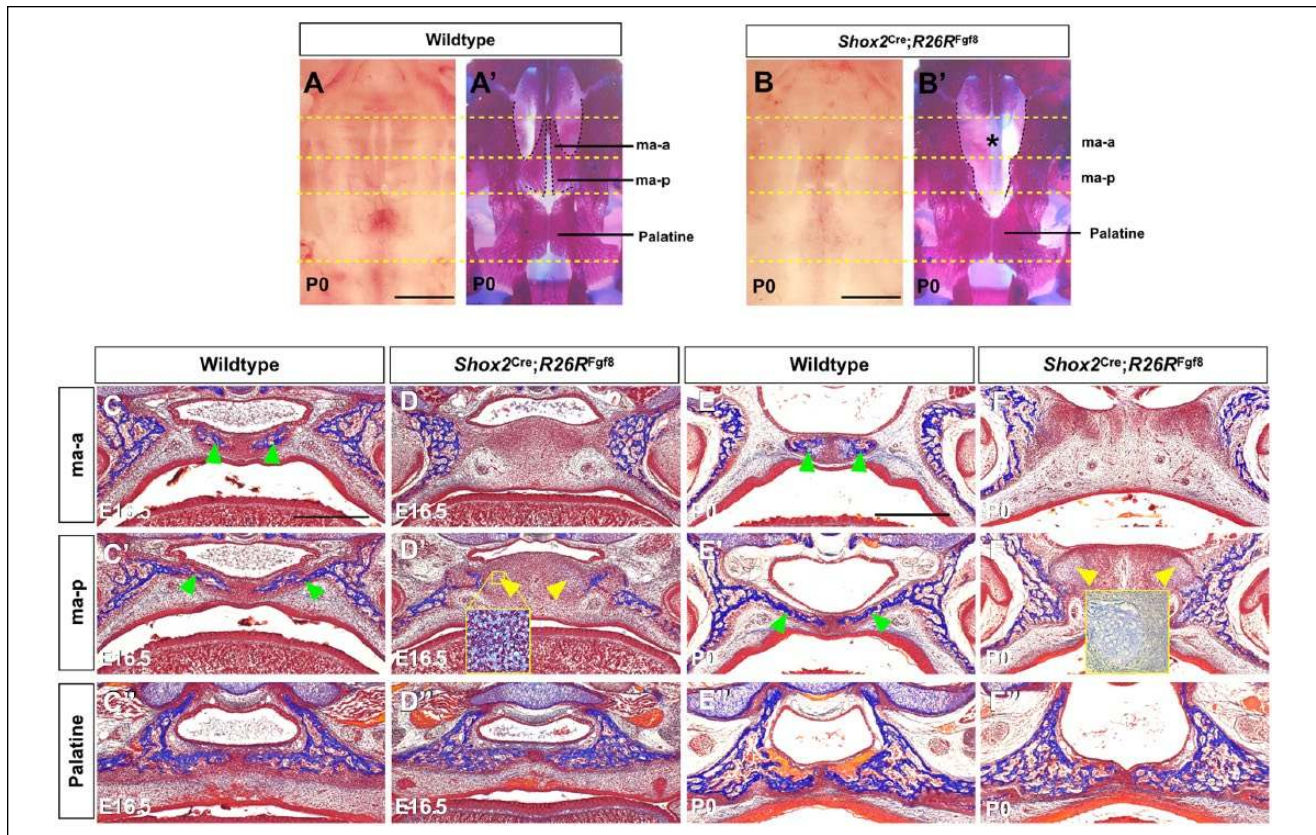 Wildtype
Shox2Cre;R26RFgf8
A
A'
B
B'
ma-a
ma-p
Palatine
ma-a
ma-p
Palatine
P0
P0
P0
P0
Wildtype
Shox2Cre;R26RFgf8
Wildtype
Shox2Cre;R26RFgf8
ma-a
C
D
E
F
E16.5
E16.5
P0
P0
ma-p
C'
D'
E'
F'
E16.5
E16.5
P0
P0
Palatine
C"
D"
E"
F"
E16.5
E16.5
P0
P0